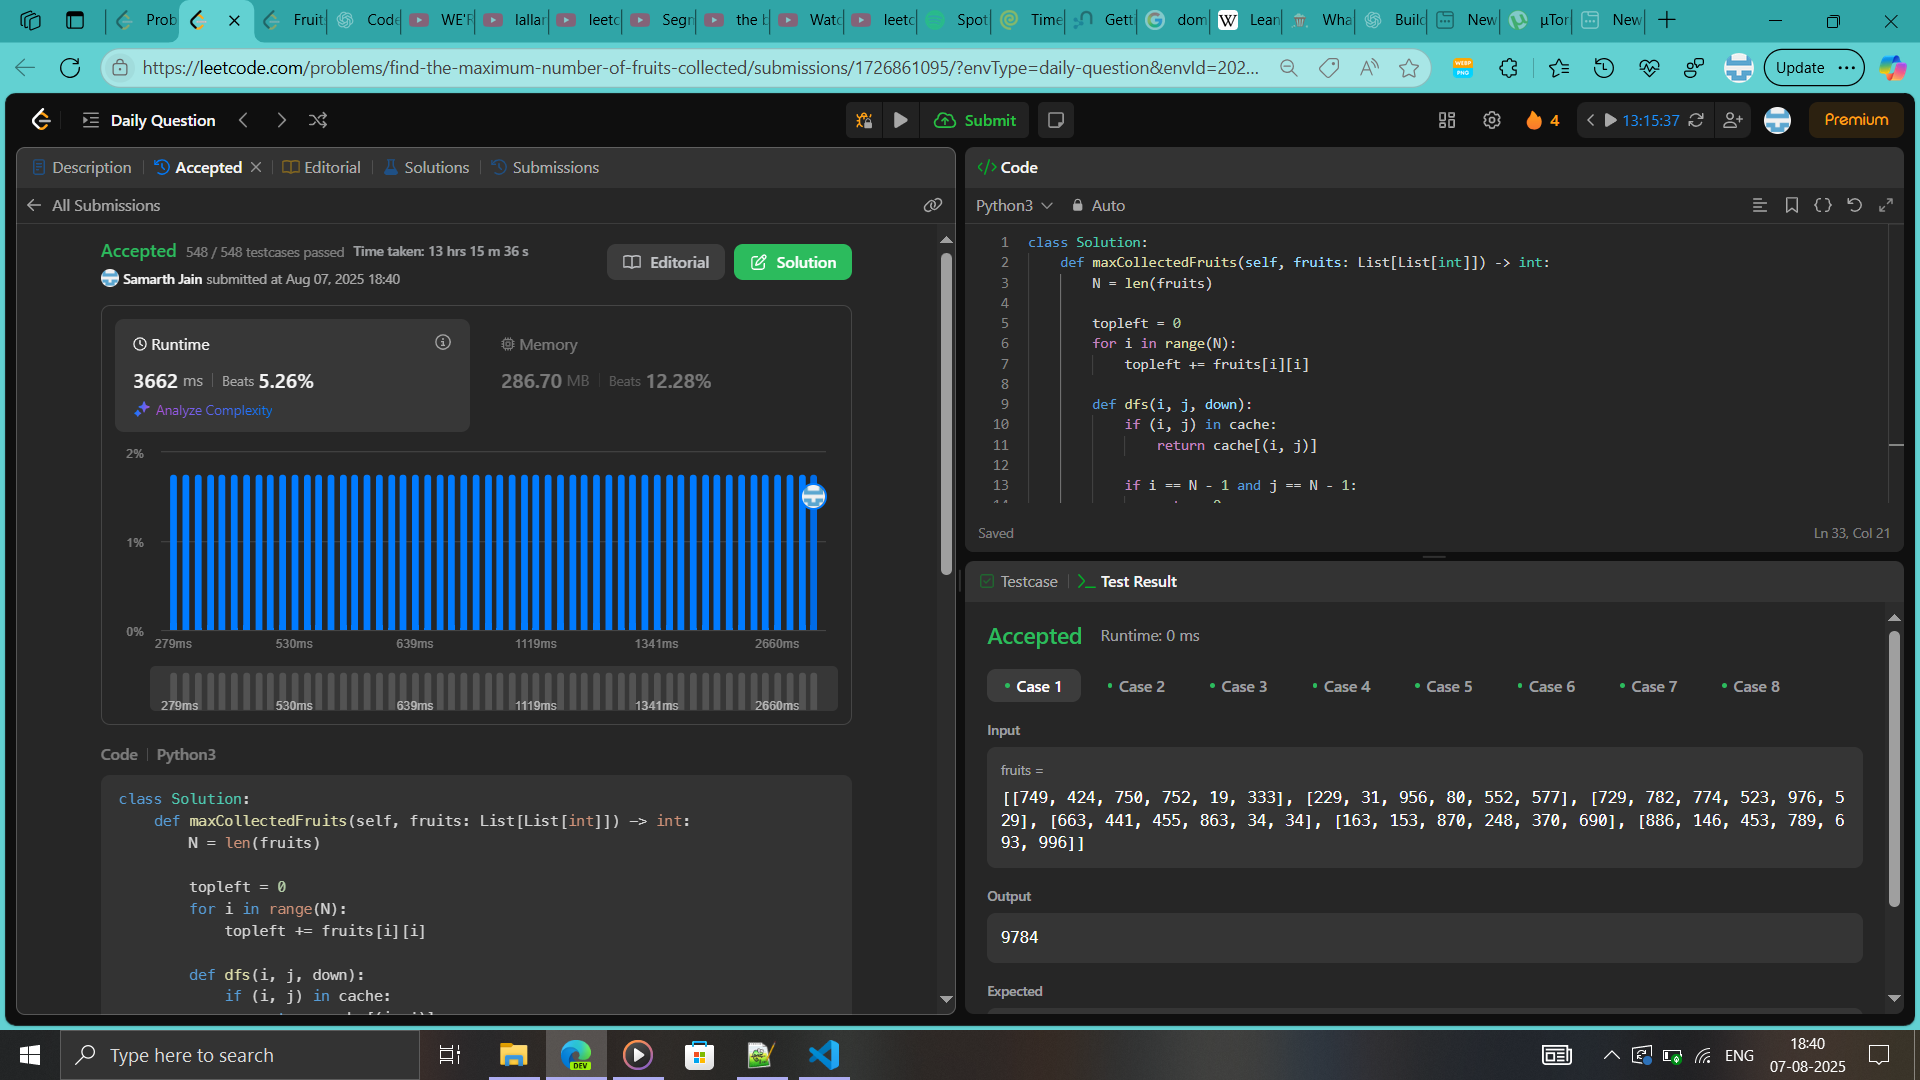 Prob
Fruits
Code
WE'R
lallar
leetc
Segn
the b
Watc
leetc
Spot
Time
Gett
dom
Lean
Wha
Builc
New
µTor
New
https://leetcode.com/problems/find-the-maximum-number-of-fruits-collected/submissions/1726861095/?envType=daily-question&envId=202...
Update
Daily Question
Submit
4
13:15:37
Premium
Description
Accepted
Editorial
Solutions
Submissions
All Submissions
Accepted 548 / 548 testcases passed Time taken: 13 hrs 15 m 36 s
Samarth Jain submitted at Aug 07, 2025 18:40
Editorial
Solution
Runtime
3662 ms Beats 5.26%
Analyze Complexity
Memory
286.70 MB Beats 12.28%
2%
1%
0%
279ms 530ms 639ms 1119ms 1341ms 2660ms
279ms 530ms 639ms 1119ms 1341ms 2660ms
Code Python3
class Solution:
def maxCollectedFruits(self, fruits: List[List[int]]) -> int:
N = len(fruits)
topleft = 0
for i in range(N):
topleft += fruits[i][i]
def dfs(i, j, down):
if (i, j) in cache:
</> Code
Python3
Auto
1 class Solution:
2 def maxCollectedFruits(self, fruits: List[List[int]]) -> int:
3 N = len(fruits)
4
5 topleft = 0
6 for i in range(N):
7 topleft += fruits[i][i]
8
9 def dfs(i, j, down):
10 if (i, j) in cache:
11 return cache[(i, j)]
12
13 if i == N - 1 and j == N - 1:
Saved
Ln 33, Col 21
Testcase
Test Result
Accepted Runtime: 0 ms
Case 1 Case 2 Case 3 Case 4 Case 5 Case 6 Case 7 Case 8
Input
fruits =
[[749, 424, 750, 752, 19, 333], [229, 31, 956, 80, 552, 577], [729, 782, 774, 523, 976, 5
29], [663, 441, 455, 863, 34, 34], [163, 153, 870, 248, 370, 690], [886, 146, 453, 789, 6
93, 996]]
Output
9784
Expected
Type here to search
DEV
ENG
18:40
07-08-2025